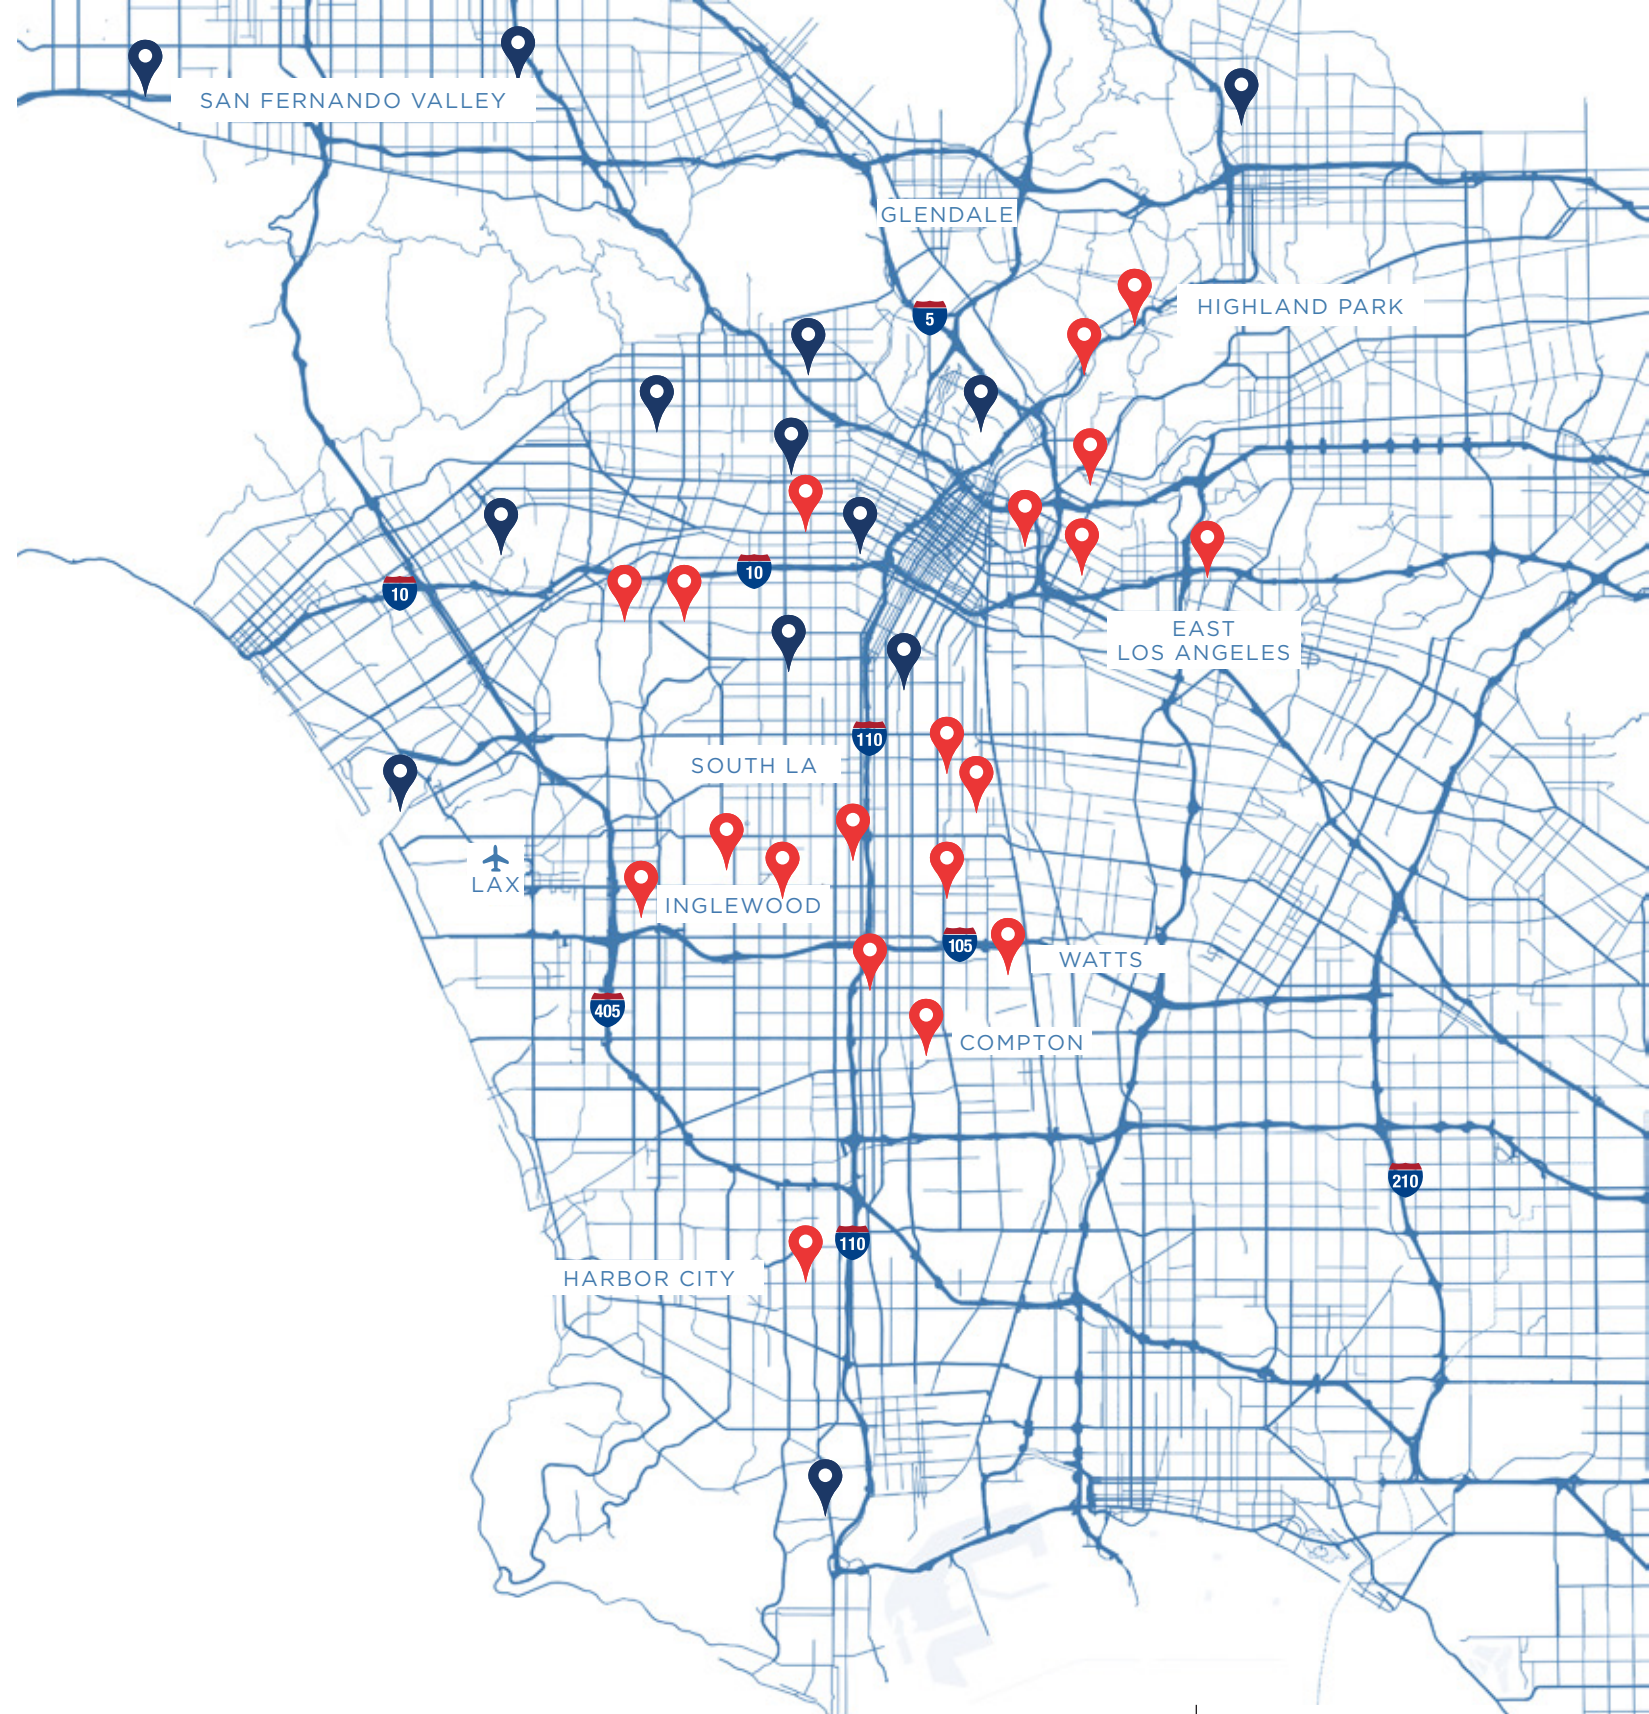 SAN FERNANDO VALLEY
GLENDALE
HIGHLAND PARK
5
10
10
EAST
LOS ANGELES
110
SOUTH LA
LAX
INGLEWOOD
105
WATTS
405
COMPTON
210
110
HARBOR CITY